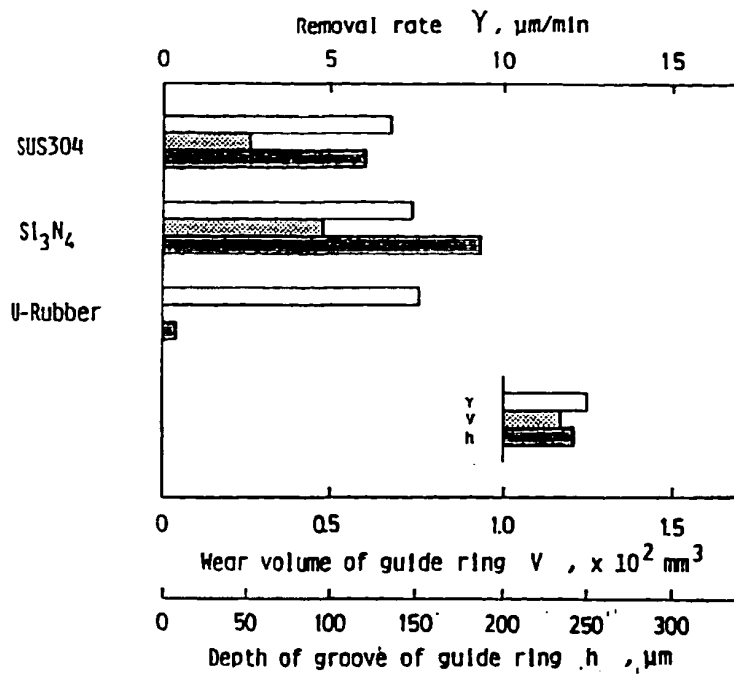 Removal rate γ, μm/min
0 5 10 15
SUS304
Si₃N₄
U-Rubber
γ
V
h
0 0.5 1.0 1.5
Wear volume of guide ring V , x 10² mm³
0 50 100 150 200 250 300
Depth of groove of guide ring h , μm